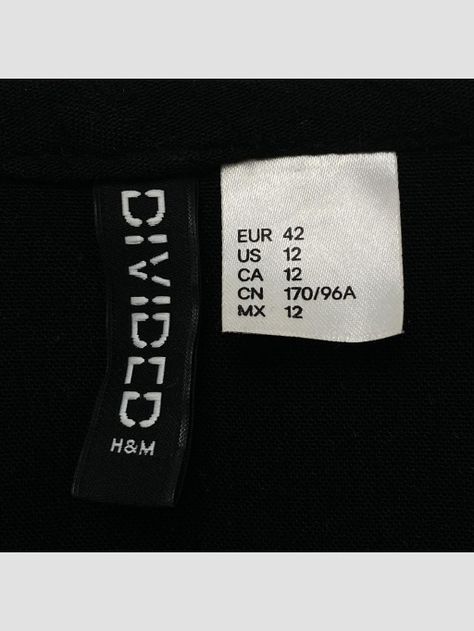 DIVIDED
H&M
EUR 42
US 12
CA 12
CN 170/96A
MX 12